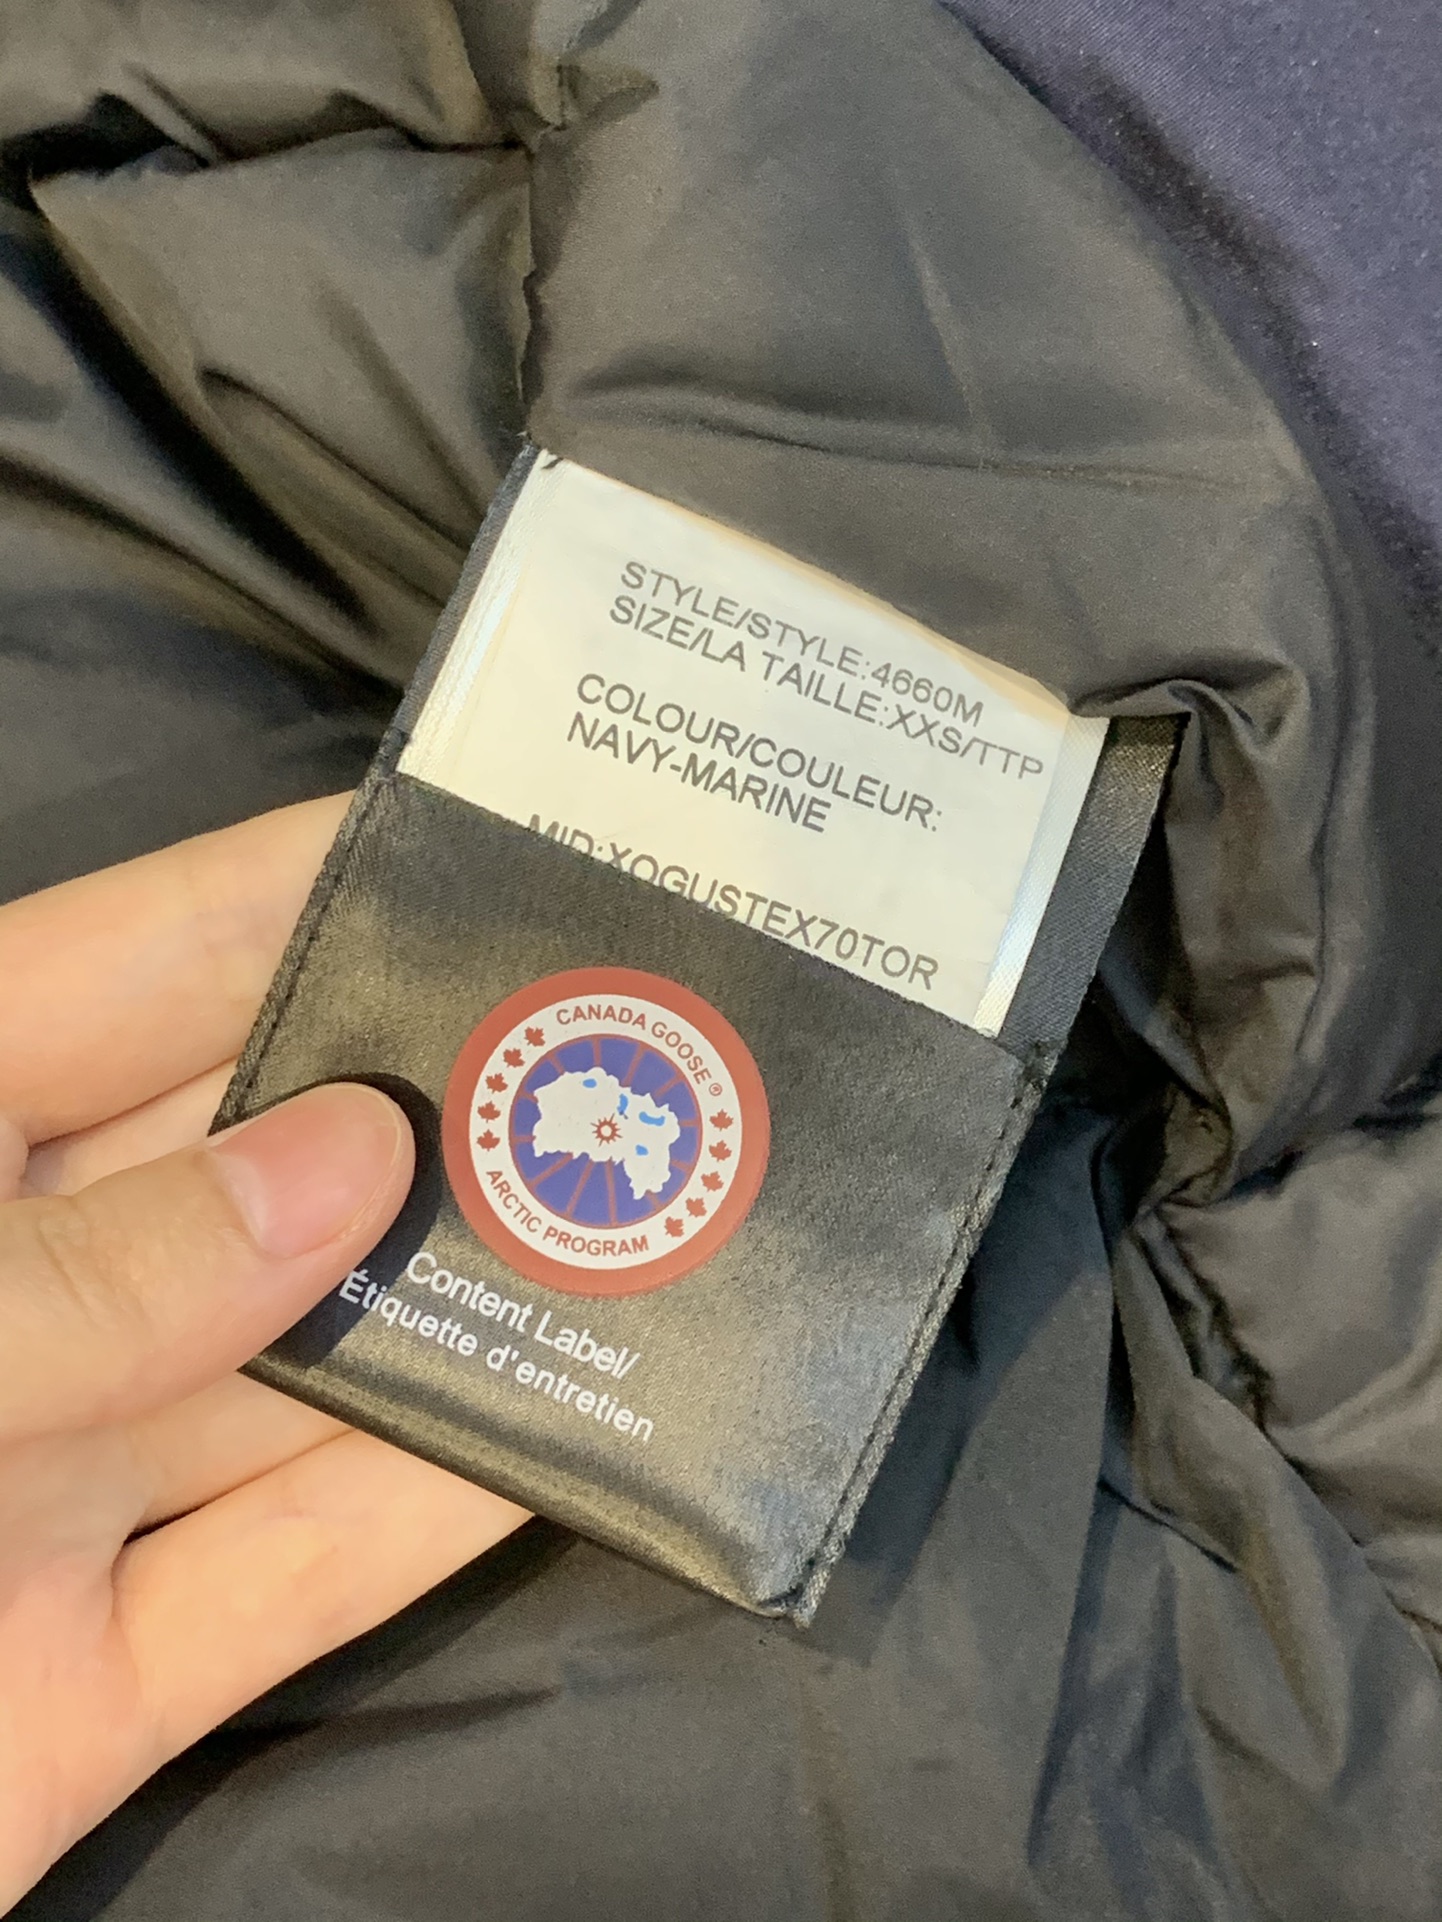 STYLE/STYLE:4660M
SIZE/LA TAILLE:XXS/TTP
COLOUR/COULEUR:
NAVY-MARINE
MID:XOGUSTEX70TOR
CANADA GOOSE®
ARCTIC PROGRAM
Content Label/
Étiquette d'entretien